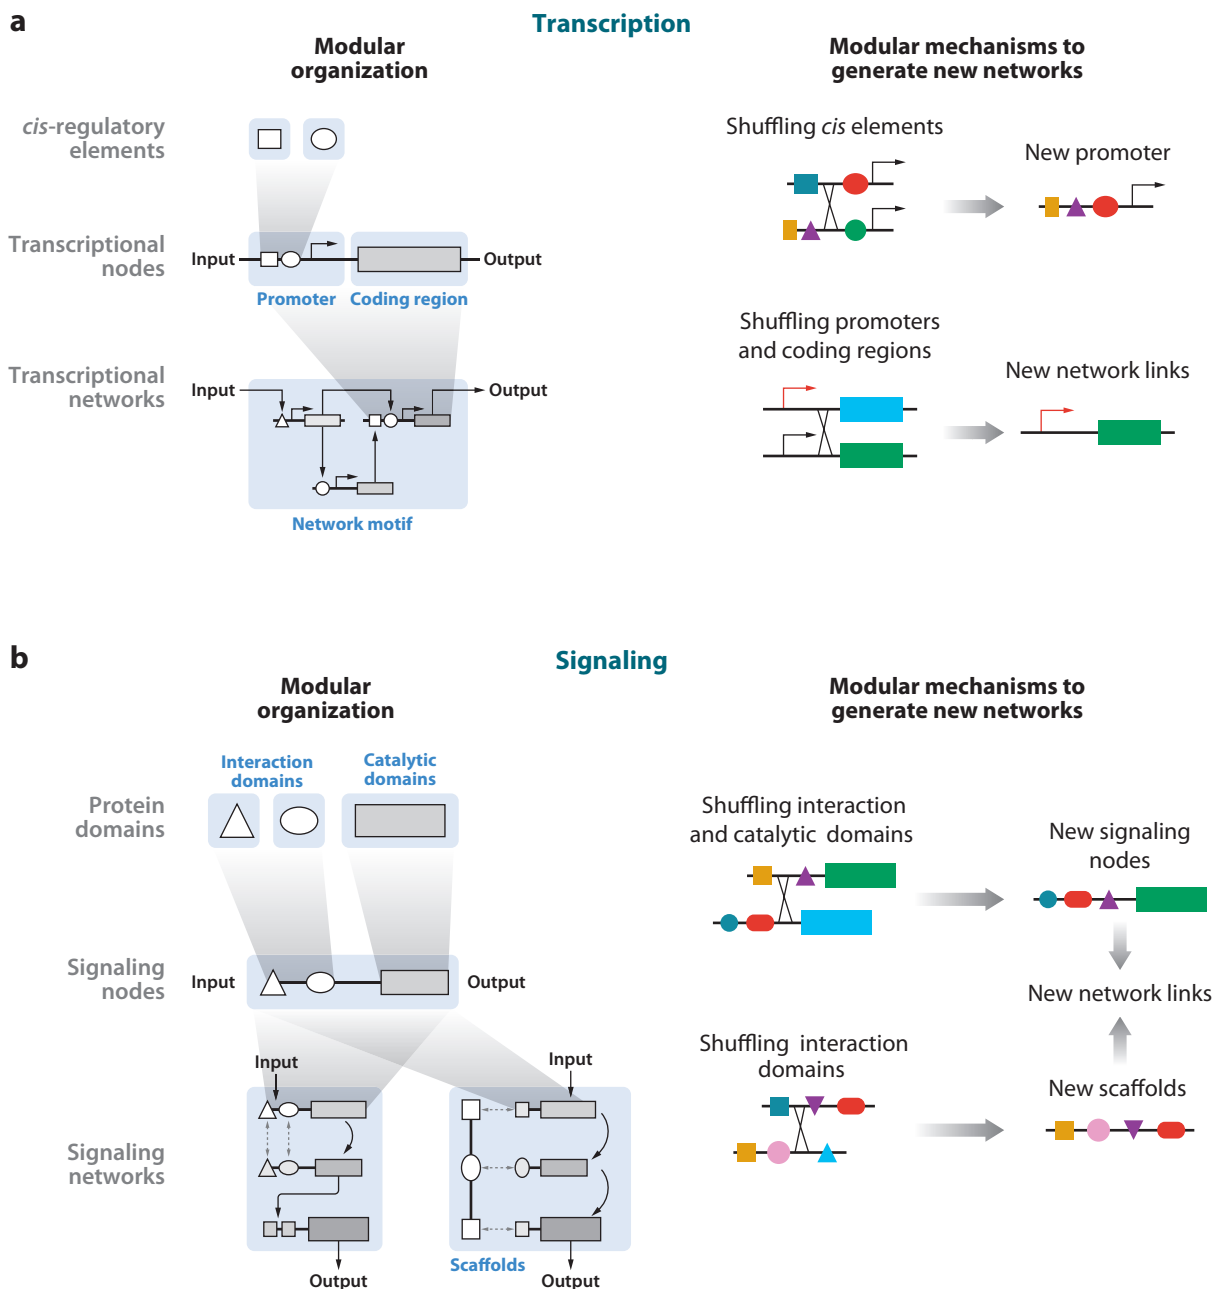 a
Transcription
Modular
organization
Modular mechanisms to
generate new networks
cis-regulatory
elements
Shuffling cis elements
New promoter
Transcriptional
nodes
Input
Output
Promoter
Coding region
Shuffling promoters
and coding regions
New network links
Transcriptional
networks
Input
Output
Network motif
b
Signaling
Modular
organization
Modular mechanisms to
generate new networks
Interaction
domains
Catalytic
domains
Protein
domains
Shuffling interaction
and catalytic domains
New signaling
nodes
Signaling
nodes
Input
Output
New network links
Shuffling interaction
domains
New scaffolds
Input
Input
Signaling
networks
Scaffolds
Output
Output